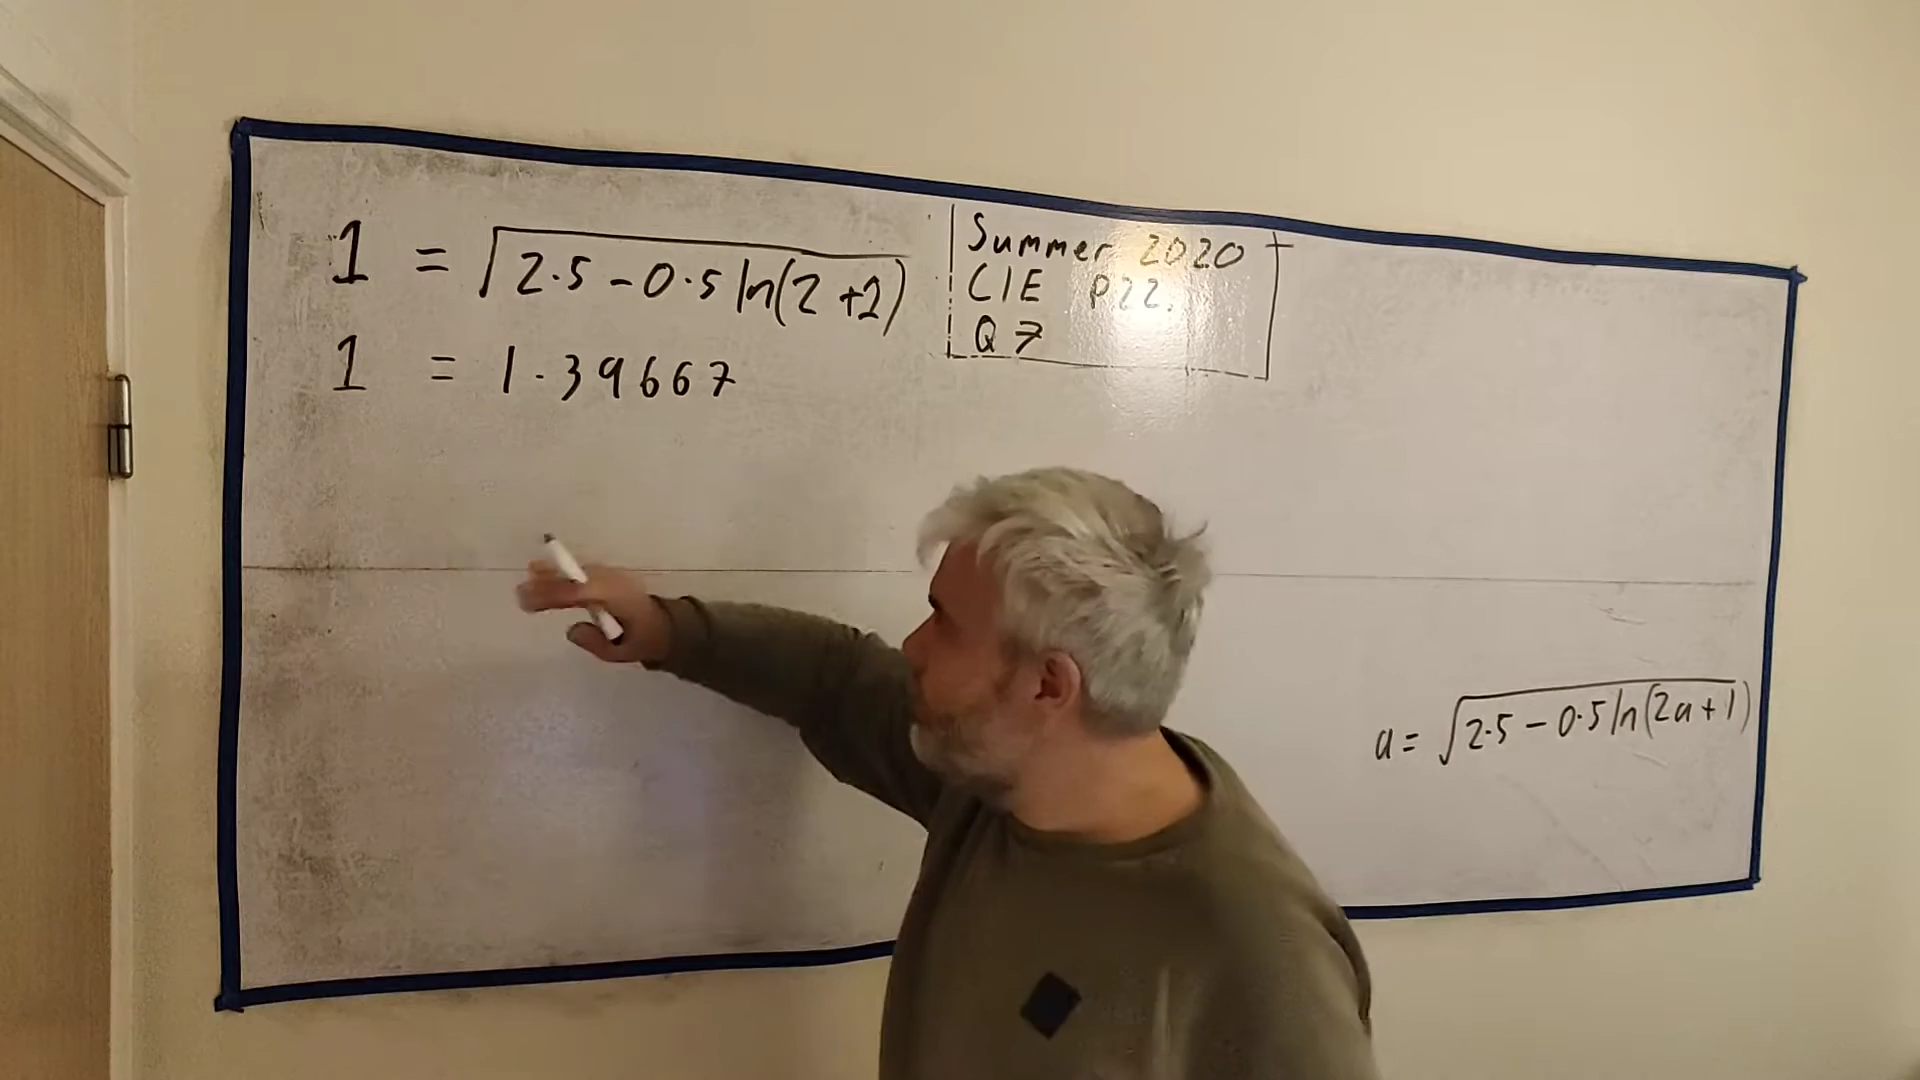 1 = √2.5 - 0.5 ln(2 + 1)
1 = 1.39667
Summer 2020
CIE P22.
Q7
a = √2.5 - 0.5 ln(2a + 1)